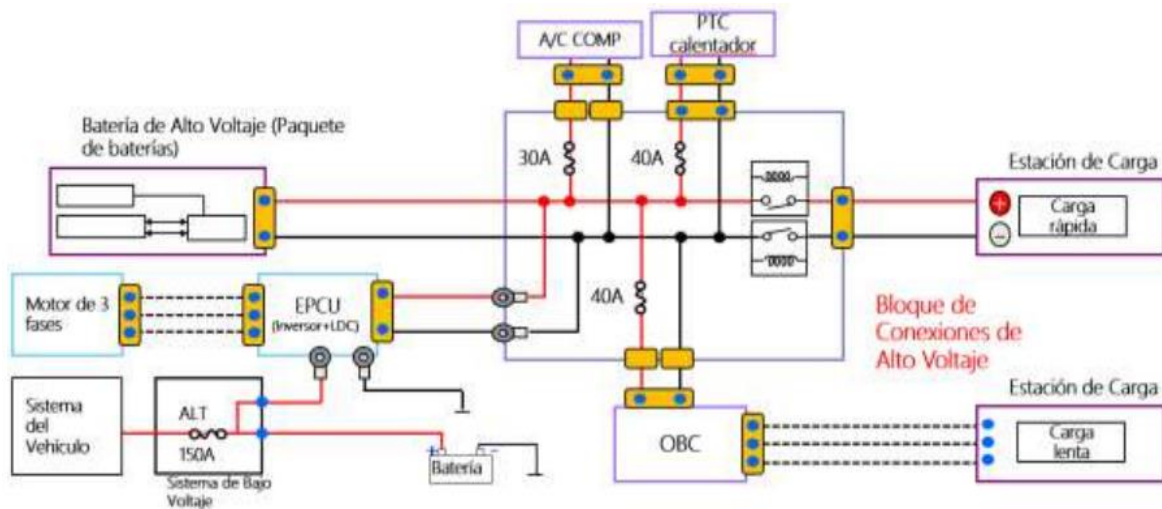 A/C COMP
PTC
calentador
Batería de Alto Voltaje (Paquete
de baterías)
30A
40A
Estación de Carga
+
Carga
ràpida
−
Motor de 3
fases
EPCU
(Inversor+LDC)
40A
Bloque de
Conexiones de
Alto Voltaje
Sistema
del
Vehículo
ALT
150A
Sistema de Bajo
Voltaje
+ -
Batería
OBC
Estación de Carga
Carga
lenta